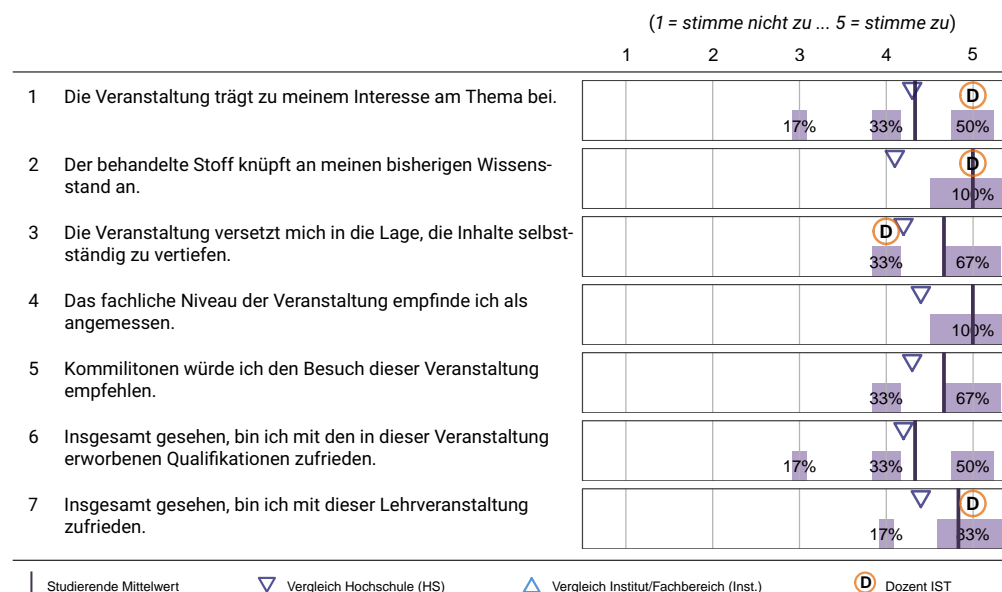 (1 = stimme nicht zu ... 5 = stimme zu)
1 2 3 4 5
1 Die Veranstaltung trägt zu meinem Interesse am Thema bei.
D
17% 33% 50%
2 Der behandelte Stoff knüpft an meinen bisherigen Wissens-
stand an.
D
100%
3 Die Veranstaltung versetzt mich in die Lage, die Inhalte selbst-
ständig zu vertiefen.
D
33% 67%
4 Das fachliche Niveau der Veranstaltung empfinde ich als
angemessen.
100%
5 Kommilitonen würde ich den Besuch dieser Veranstaltung
empfehlen.
33% 67%
6 Insgesamt gesehen, bin ich mit den in dieser Veranstaltung
erworbenen Qualifikationen zufrieden.
17% 33% 50%
7 Insgesamt gesehen, bin ich mit dieser Lehrveranstaltung
zufrieden.
D
17% 83%
Studierende Mittelwert Vergleich Hochschule (HS) Vergleich Institut/Fachbereich (Inst.) D Dozent IST